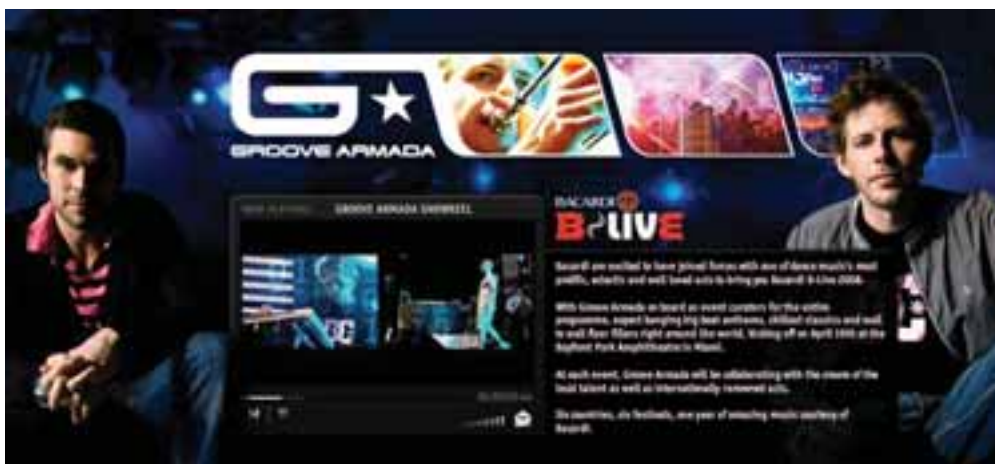 GROOVE ARMADA
NOW PLAYING: GROOVE ARMADA SHOWREEL
BACARDI
B-LIVE
Bacardi are excited to have joined forces with one of dance music's most
prolific, eclectic and well loved acts to bring you Bacardi B-Live 2008.
With Groove Armada on board as event curators for the entire
programme, expect banging big beat anthems, chillout classics and wall
to wall floor fillers right around the world, kicking off on April at the
Bayfront Park Amphitheatre in Miami.
At each event, Groove Armada will be collaborating with the cream of the
local talent as well as internationally renowned acts.
Six countries, six festivals, one year of amazing music courtesy of
Bacardi.